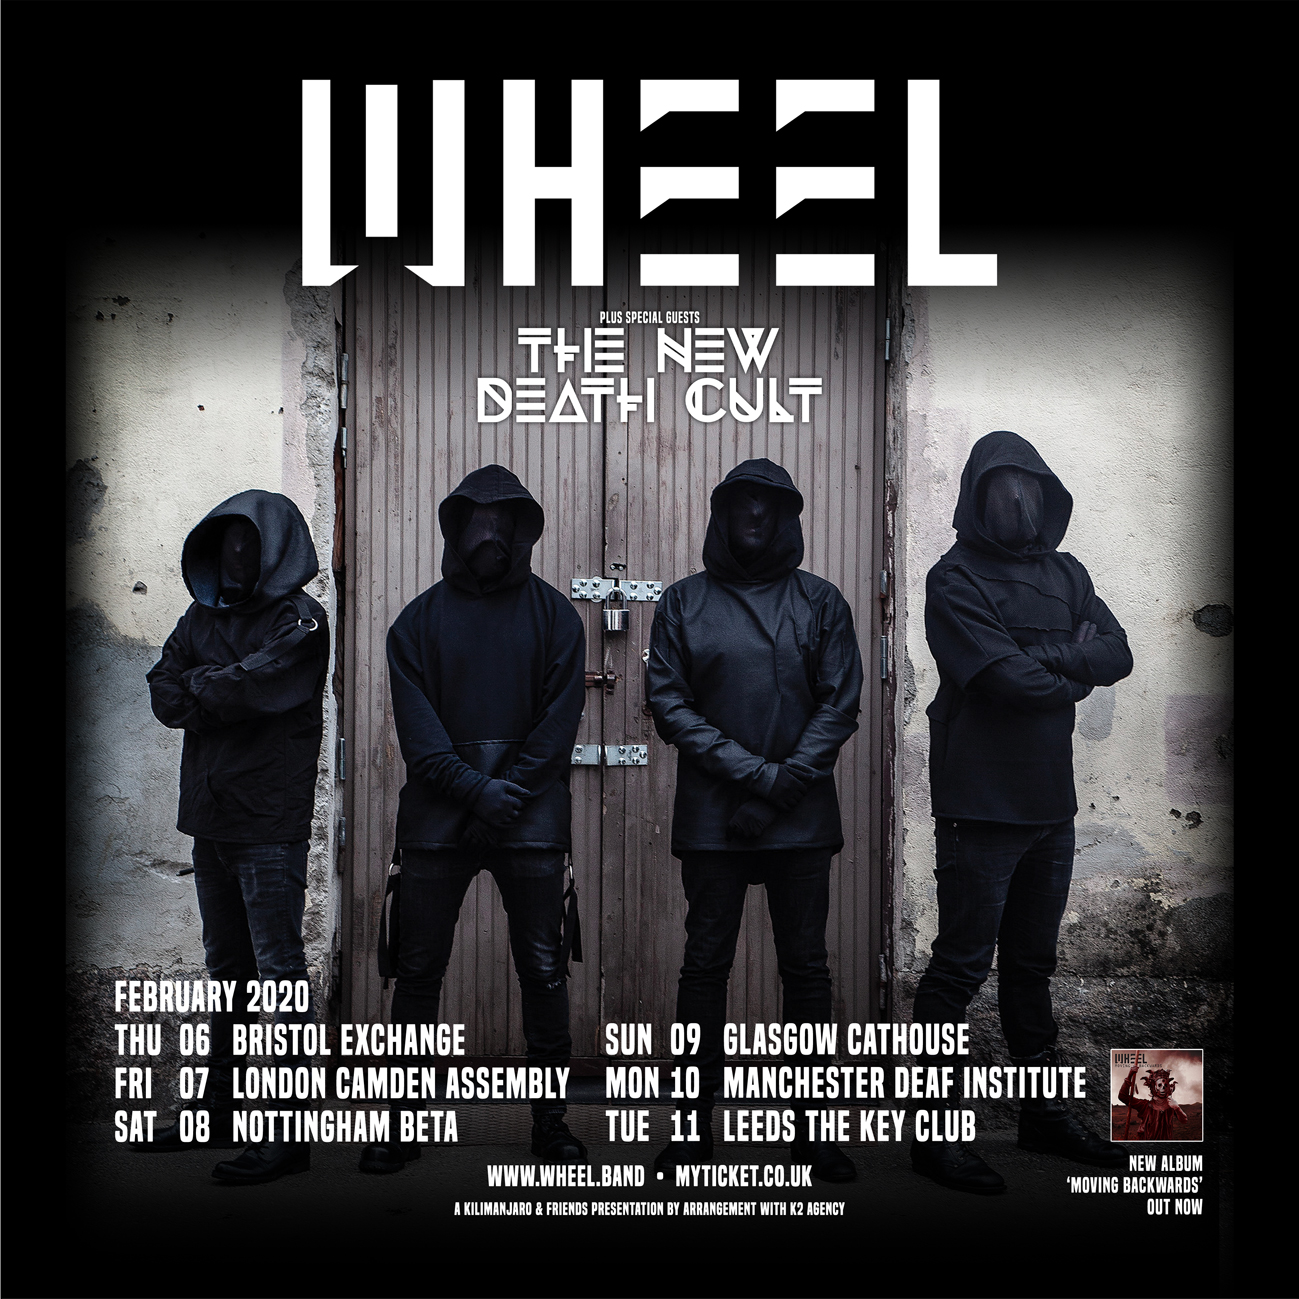 WHEEL
PLUS SPECIAL GUESTS
THE NEW
DEATH CULT
FEBRUARY 2020
THU 06 BRISTOL EXCHANGE
FRI 07 LONDON CAMDEN ASSEMBLY
SAT 08 NOTTINGHAM BETA
SUN 09 GLASGOW CATHOUSE
MON 10 MANCHESTER DEAF INSTITUTE
TUE 11 LEEDS THE KEY CLUB
WHEEL
MOVING BACKWARDS
NEW ALBUM
‘MOVING BACKWARDS’
OUT NOW
WWW.WHEEL.BAND • MYTICKET.CO.UK
A KILIMANJARO & FRIENDS PRESENTATION BY ARRANGEMENT WITH K2 AGENCY